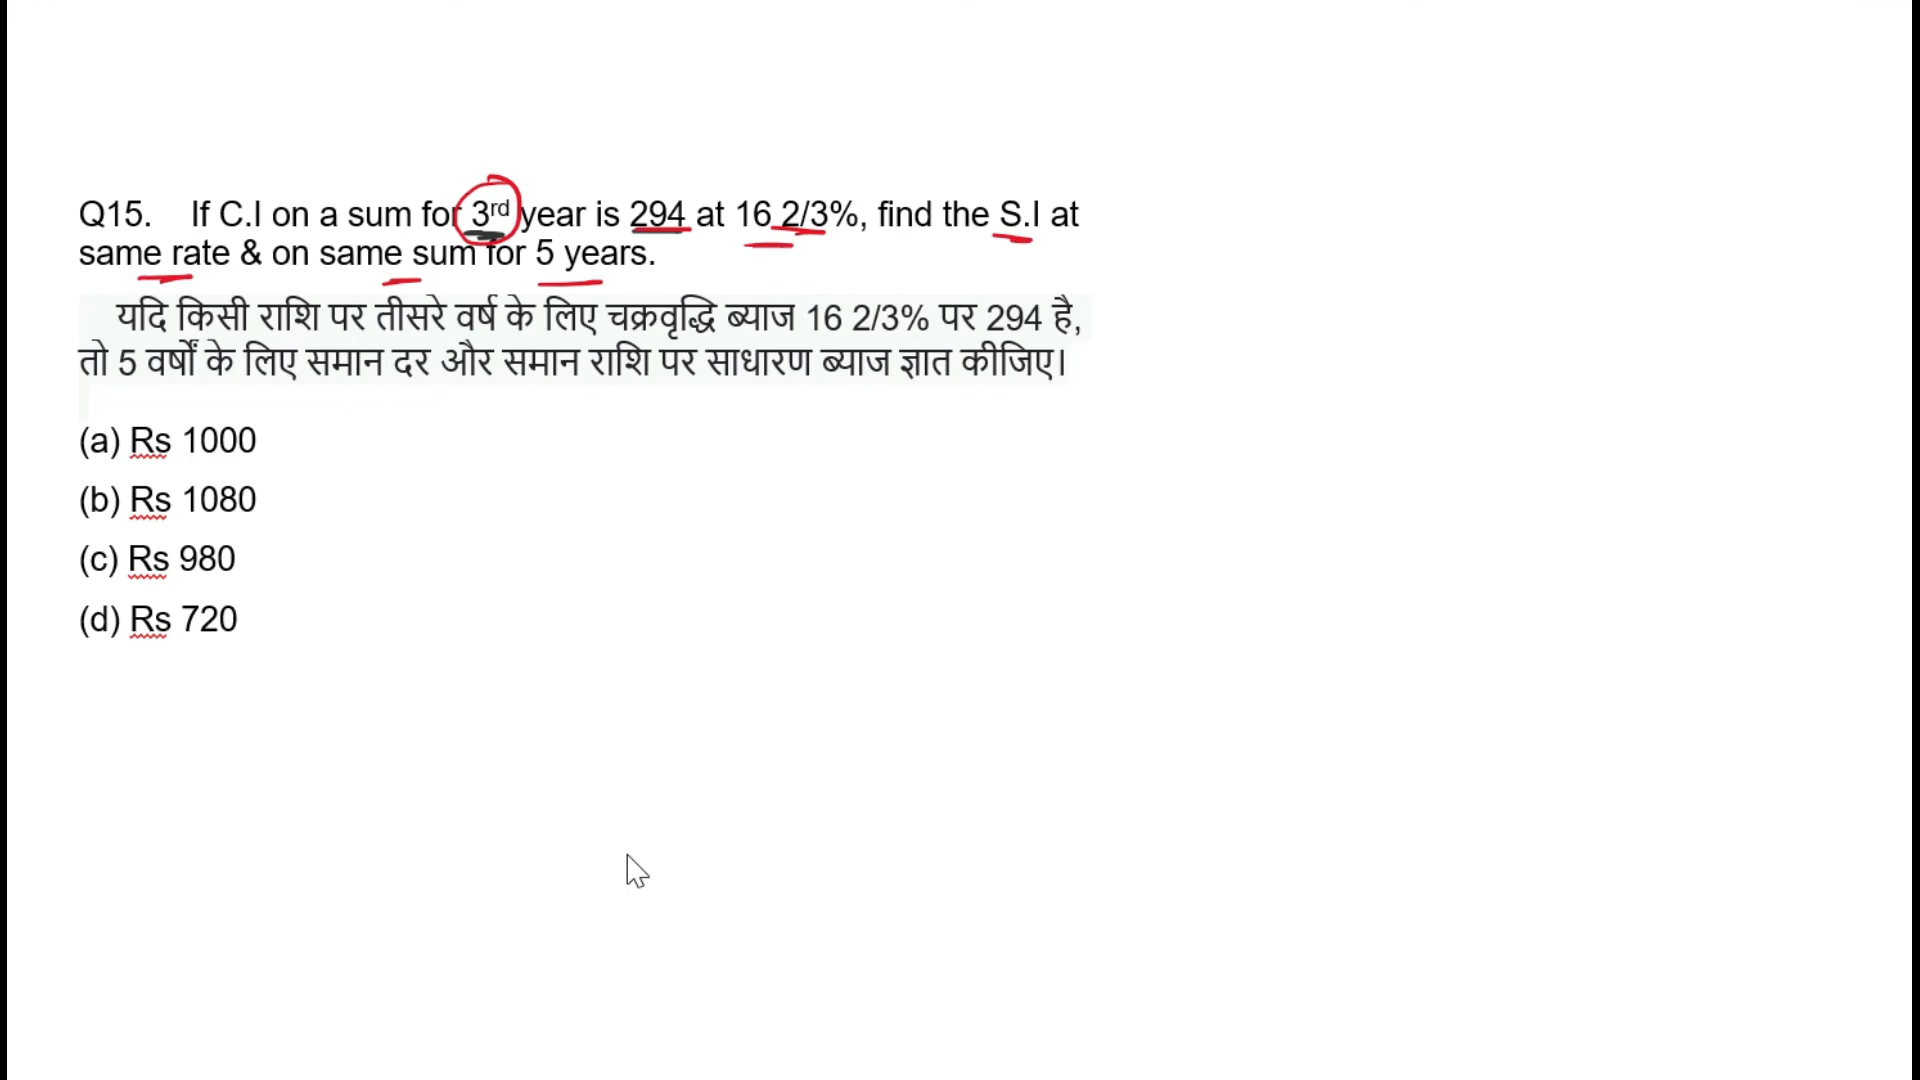 Q15. If C.I on a sum for 3rd year is 294 at 16 2/3%, find the S.I at
same rate & on same sum for 5 years.
यदि किसी राशि पर तीसरे वर्ष के लिए चक्रवृद्धि ब्याज 16 2/3% पर 294 है,
तो 5 वर्षों के लिए समान दर और समान राशि पर साधारण ब्याज ज्ञात कीजिए।
(a) Rs 1000
(b) Rs 1080
(c) Rs 980
(d) Rs 720